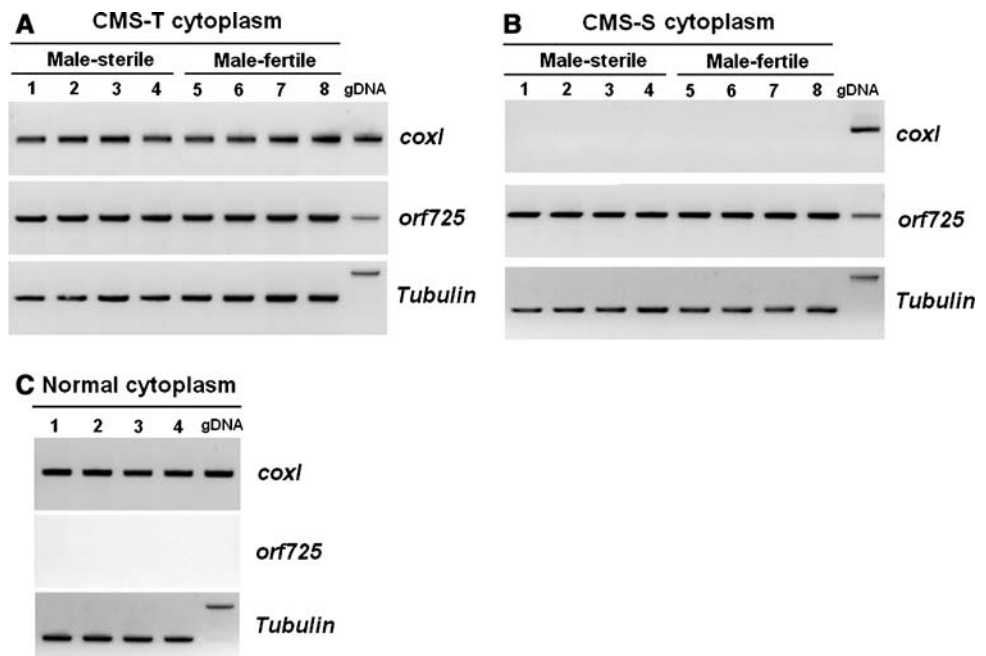 A CMS-T cytoplasm
Male-sterile Male-fertile
1 2 3 4 5 6 7 8 gDNA
coxI
orf725
Tubulin
B CMS-S cytoplasm
Male-sterile Male-fertile
1 2 3 4 5 6 7 8 gDNA
coxI
orf725
Tubulin
C Normal cytoplasm
1 2 3 4 gDNA
coxI
orf725
Tubulin